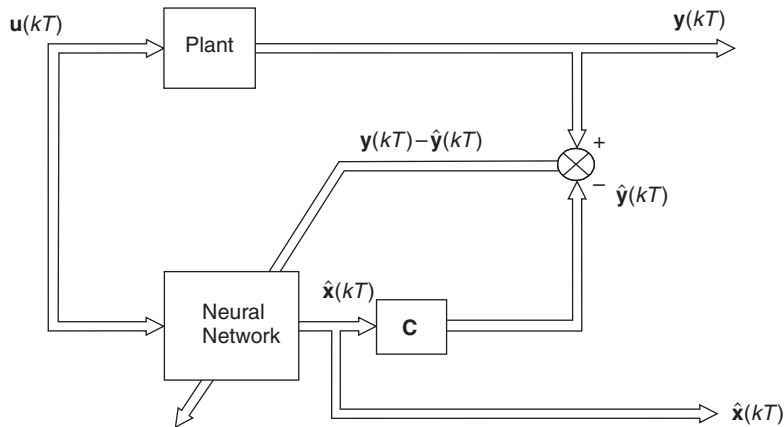 u(kT)
Plant
y(kT)
y(kT)–ŷ(kT)
+
–
ŷ(kT)
Neural
Network
x̂(kT)
C
x̂(kT)